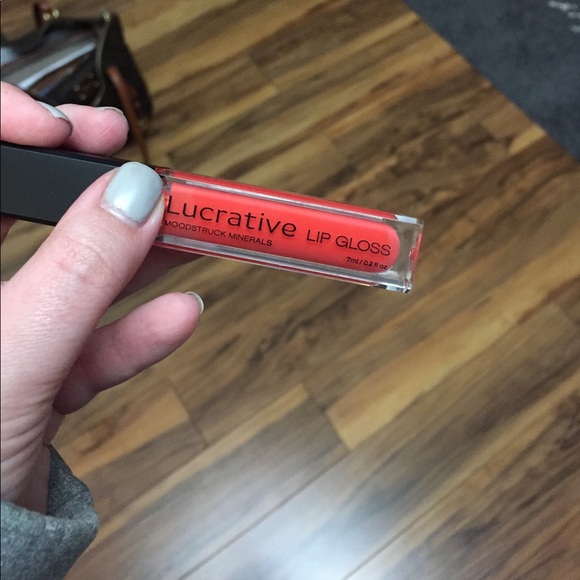 Lucrative LIP GLOSS
MOODSTRUCK MINERALS
7ml / 0.2 fl oz